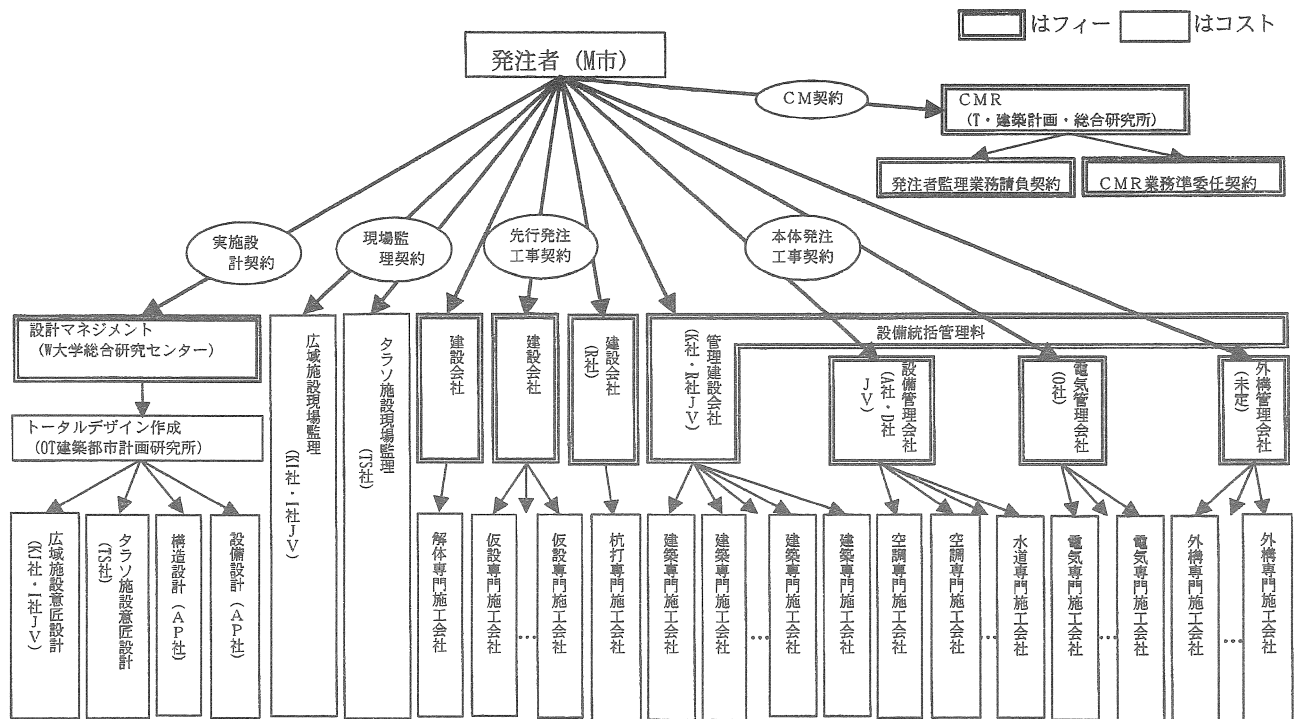 はフィー
はコスト
発注者（M市）
CM契約
CMR
（T・建築計画・総合研究所）
発注者監理業務請負契約
CMR業務準委任契約
実施設
計契約
現場監
理契約
先行発注
工事契約
本体発注
工事契約
設計マネジメント
（W大学総合研究センター）
トータルデザイン作成
（OT建築都市計画研究所）
広域施設現場監理
（KI社・I社JV）
タラソ施設現場監理
（TS社）
建設会社
建設会社
建設会社
（R社）
管理建設会社
（K社・R社JV）
設備統括管理料
設備管理会社
（A社・D社
JV）
電気管理会社
（O社）
外構管理会社
（未定）
広域施設意匠設計
（KI社・I社JV）
タラソ施設意匠設計
（TS社）
構造設計（AP社）
設備設計（AP社）
解体専門施工会社
仮設専門施工会社
…
仮設専門施工会社
杭打専門施工会社
建築専門施工会社
建築専門施工会社
…
建築専門施工会社
建築専門施工会社
空調専門施工会社
空調専門施工会社
…
水道専門施工会社
電気専門施工会社
…
電気専門施工会社
外構専門施工会社
…
外構専門施工会社